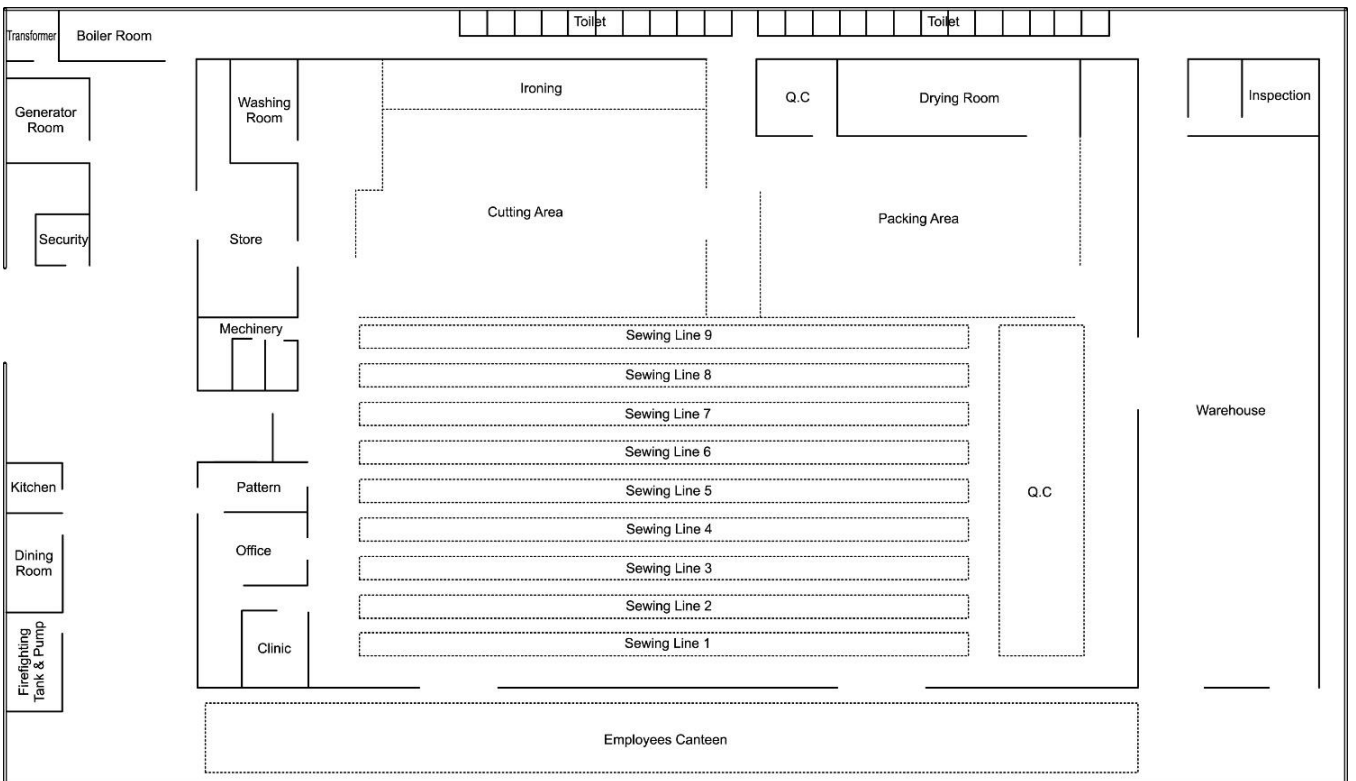 Toilet
Toilet
Transformer
Boiler Room
Ironing
Q.C
Drying Room
Inspection
Washing
Room
Generator
Room
Cutting Area
Packing Area
Security
Store
Mechinery
Sewing Line 9
Sewing Line 8
Sewing Line 7
Warehouse
Sewing Line 6
Kitchen
Pattern
Sewing Line 5
Q.C
Sewing Line 4
Office
Dining
Room
Sewing Line 3
Sewing Line 2
Firefighting
Tank & Pump
Clinic
Sewing Line 1
Employees Canteen